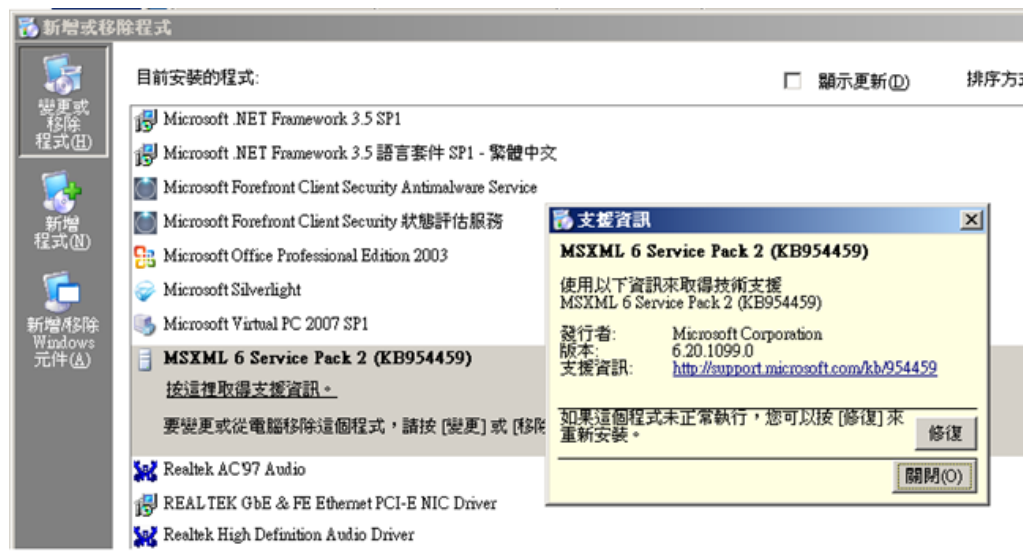 新增或移除程式
變更或
移除
程式(H)
新增
程式(N)
新增/移除
Windows
元件(A)
目前安裝的程式:
顯示更新(D)
排序方式
Microsoft .NET Framework 3.5 SP1
Microsoft .NET Framework 3.5 語言套件 SP1 - 繁體中文
Microsoft Forefront Client Security Antimalware Service
Microsoft Forefront Client Security 狀態評估服務
Microsoft Office Professional Edition 2003
Microsoft Silverlight
Microsoft Virtual PC 2007 SP1
MSXML 6 Service Pack 2 (KB954459)
按這裡取得支援資訊。
要變更或從電腦移除這個程式，請按 [變更] 或 [移除
Realtek AC'97 Audio
REALTEK GbE & FE Ethernet PCI-E NIC Driver
Realtek High Definition Audio Driver
支援資訊
MSXML 6 Service Pack 2 (KB954459)
使用以下資訊來取得技術支援
MSXML 6 Service Pack 2 (KB954459)
發行者: Microsoft Corporation
版本: 6.20.1099.0
支援資訊: http://support.microsoft.com/kb/954459
如果這個程式未正常執行，您可以按 [修復] 來
重新安裝。
修復
關閉(O)